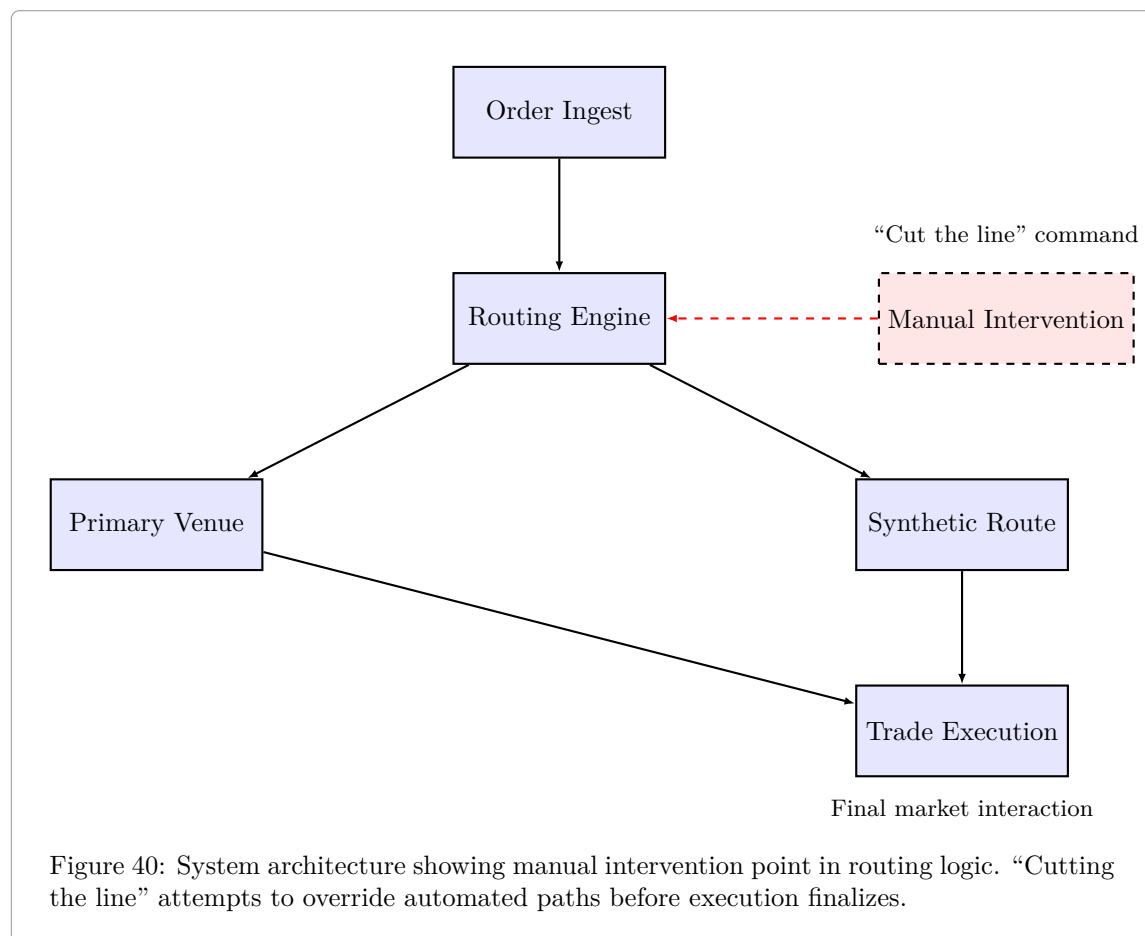 Order Ingest
“Cut the line” command
Routing Engine
Manual Intervention
Primary Venue
Synthetic Route
Trade Execution
Final market interaction
Figure 40: System architecture showing manual intervention point in routing logic. “Cutting
the line” attempts to override automated paths before execution finalizes.